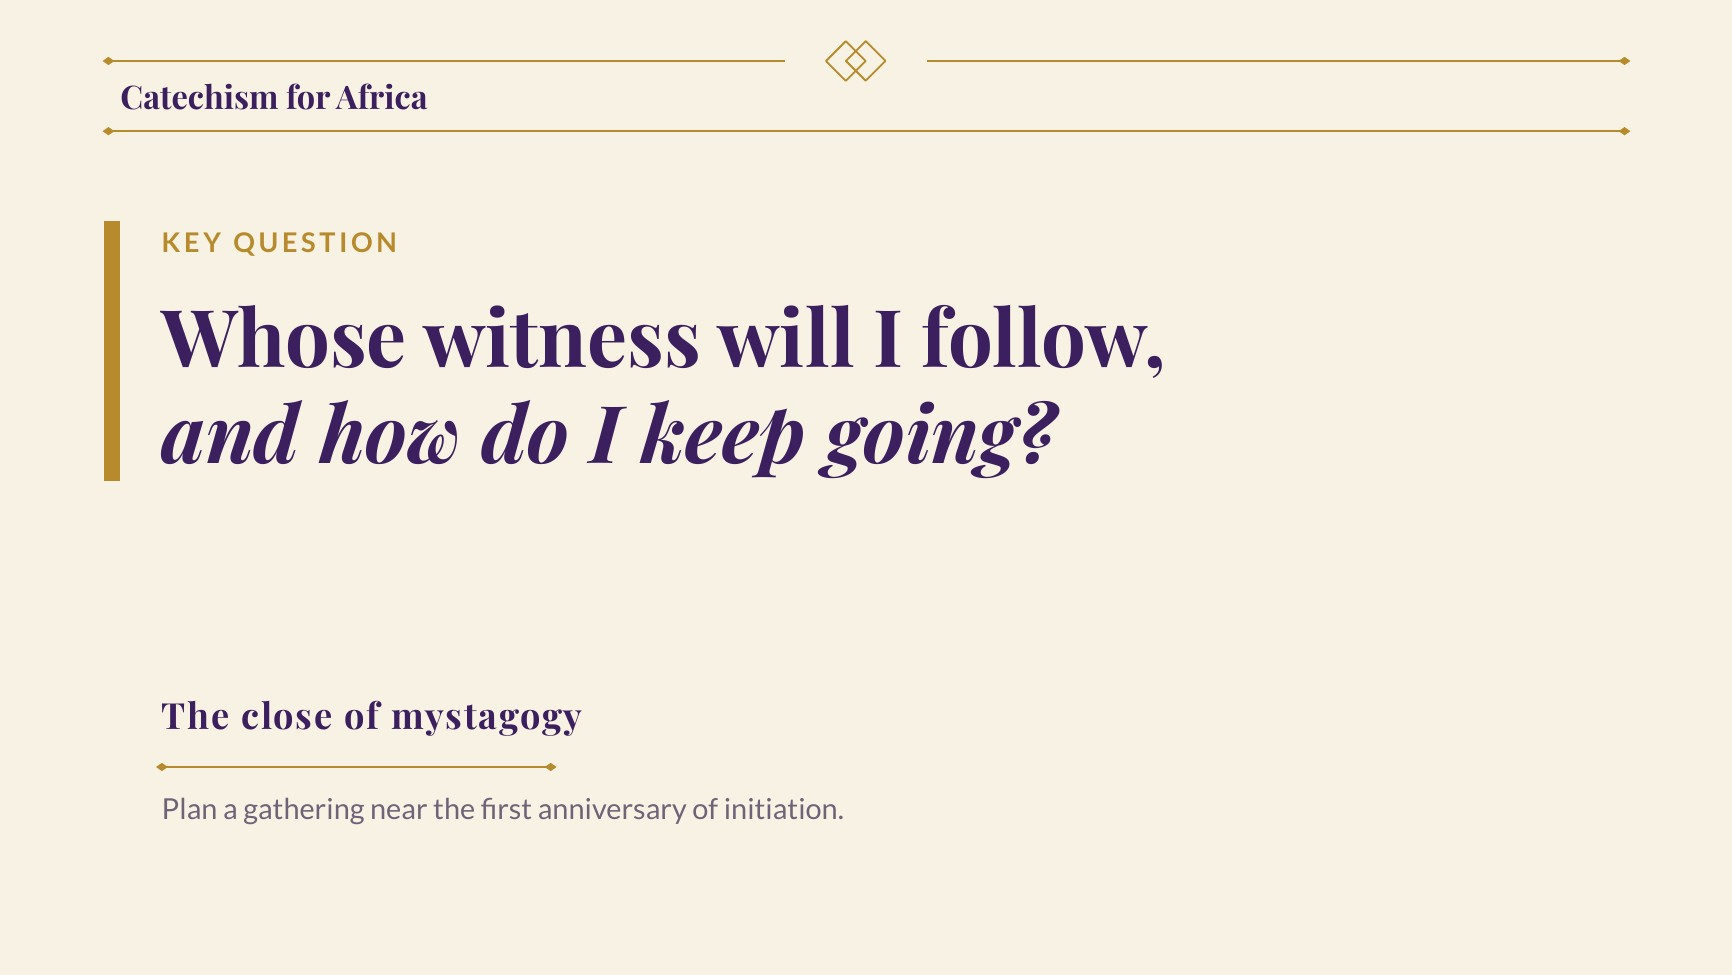 Catechism for Africa
KEY QUESTION
Whose witness will I follow,
and how do I keep going?
The close of mystagogy
Plan a gathering near the first anniversary of initiation.